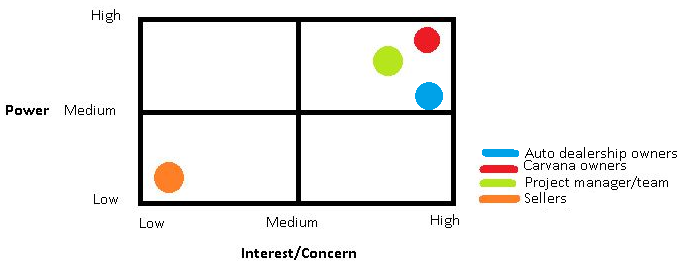 High
Power
Medium
Low
Low
Medium
High
Interest/Concern
Auto dealership owners
Carvana owners
Project manager/team
Sellers